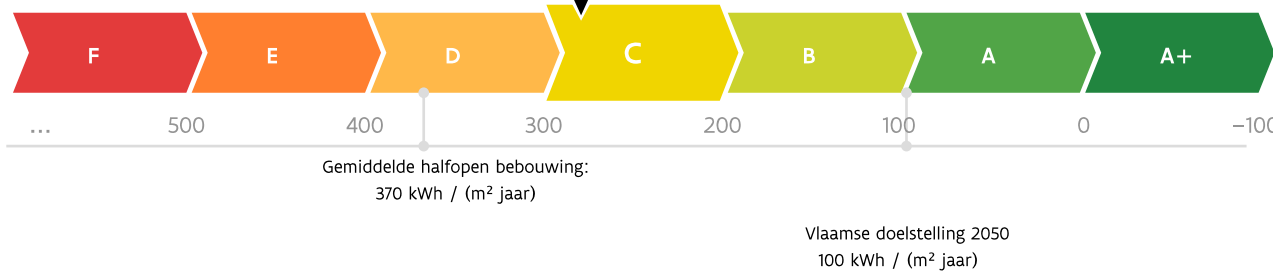 F E D C B A A+
... 500 400 300 200 100 0 −100
Gemiddelde halfopen bebouwing:
370 kWh / (m² jaar)
Vlaamse doelstelling 2050
100 kWh / (m² jaar)